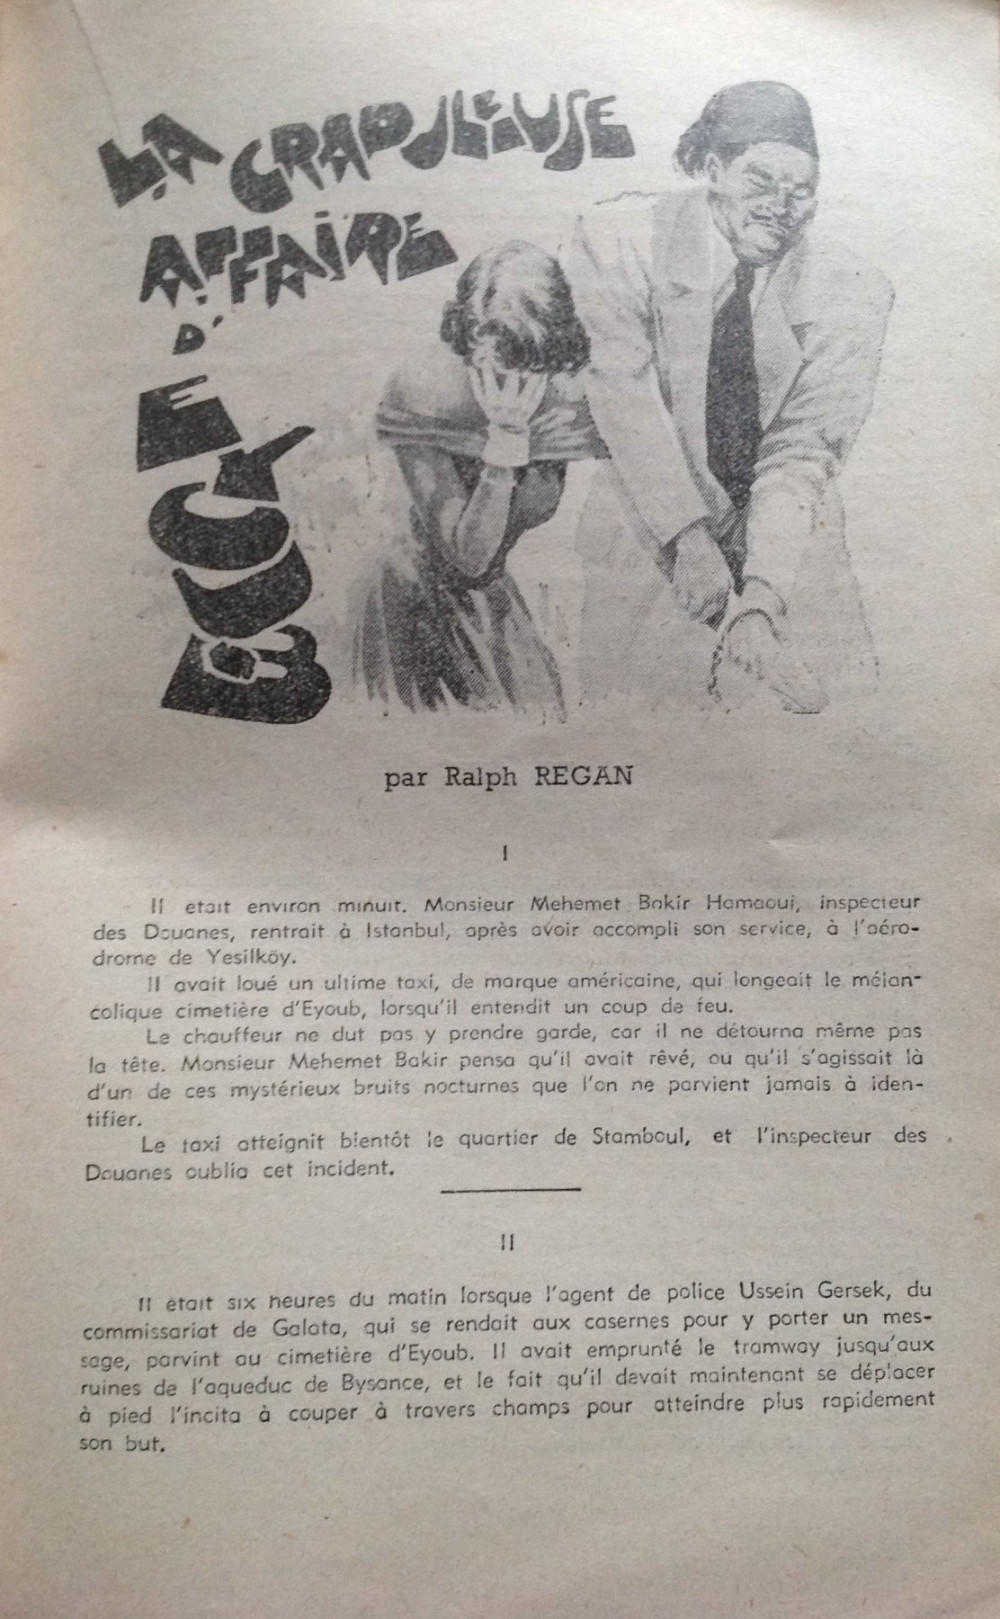 LA CRAPULEUSE
AFFAIRE
D'
EYOUB
par Ralph REGAN
I
Il était environ minuit. Monsieur Mehemet Bakir Hamaoui, inspecteur
des Douanes, rentrait à Istanbul, après avoir accompli son service, à l'aéro-
drome de Yesilköy.
Il avait loué un ultime taxi, de marque américaine, qui longeait le mélan-
colique cimetière d'Eyoub, lorsqu'il entendit un coup de feu.
Le chauffeur ne dut pas y prendre garde, car il ne détourna même pas
la tête. Monsieur Mehemet Bakir pensa qu'il avait rêvé, ou qu'il s'agissait là
d'un de ces mystérieux bruits nocturnes que l'on ne parvient jamais à iden-
tifier.
Le taxi atteignit bientôt le quartier de Stamboul, et l'inspecteur des
Douanes oublia cet incident.
II
Il était six heures du matin lorsque l'agent de police Ussein Gersek, du
commissariat de Galata, qui se rendait aux casernes pour y porter un mes-
sage, parvint au cimetière d'Eyoub. Il avait emprunté le tramway jusqu'aux
ruines de l'aqueduc de Bysance, et le fait qu'il devait maintenant se déplacer
à pied l'incita à couper à travers champs pour atteindre plus rapidement
son but.